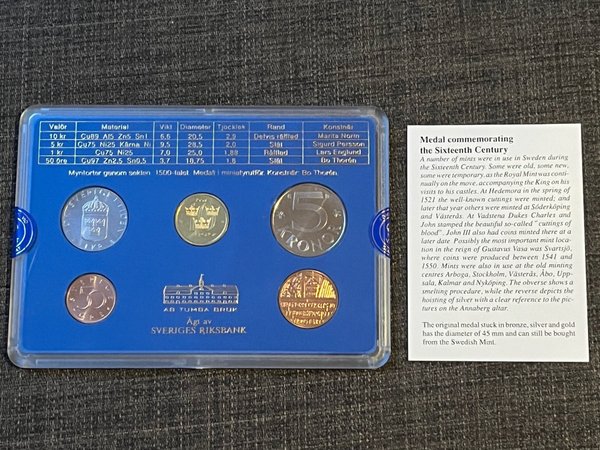 Valör Material Vikt Diameter Tjocklek Rand Konstnär
10 kr Cu89 Al5 Zn5 Sn1 6,6 20,5 2,9 Delvis räfflad Marita Norin
5 kr Cu75 Ni25 Kärna Ni 9,5 28,5 2,0 Slät Sigurd Persson
1 kr Cu75 Ni25 7,0 25,0 1,88 Räfflad Lars Englund
50 öre Cu97 Zn2,5 Sn0,5 3,7 18,75 1,8 Slät Bo Thorén
Myntorter genom seklen 1500-talet Medalj i miniatyrutför. Konstnär: Bo Thorén
SVERIGE
1 KR
5
KRONOR
AB TUMBA BRUK
Ägt av
SVERIGES RIKSBANK
Medal commemorating
the Sixteenth Century
A number of mints were in use in Sweden during
the Sixteenth Century. Some were old, some new,
some were temporary, as the Royal Mint was conti-
nually on the move, accompanying the King on his
visits to his castles. At Hedemora in the spring of
1521 the well-known cuttings were minted; and
later that year others were minted at Söderköping
and Västerås. At Vadstena Dukes Charles and
John stamped the beautiful so-called "cuttings of
blood". John III also had coins minted there at a
later date. Possibly the most important mint loca-
tion in the reign of Gustavus Vasa was Svartsjö,
where coins were produced between 1541 and
1550. Mints were also in use at the old minting
centres Arboga, Stockholm, Västerås, Åbo, Upp-
sala, Kalmar and Nyköping. The obverse shows a
smelting procedure, while the reverse depicts the
hoisting of silver with a clear reference to the pic-
tures on the Annaberg altar.
The original medal stuck in bronze, silver and gold
has the diameter of 45 mm and can still be bought
from the Swedish Mint.